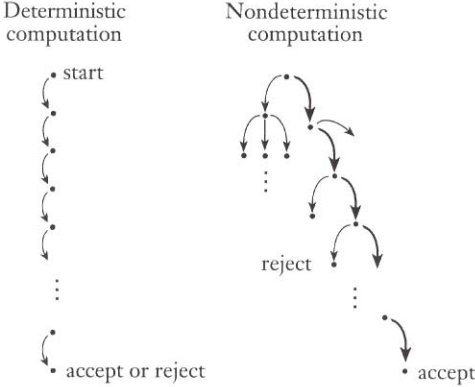 Deterministic
computation
start
accept or reject
Nondeterministic
computation
reject
accept